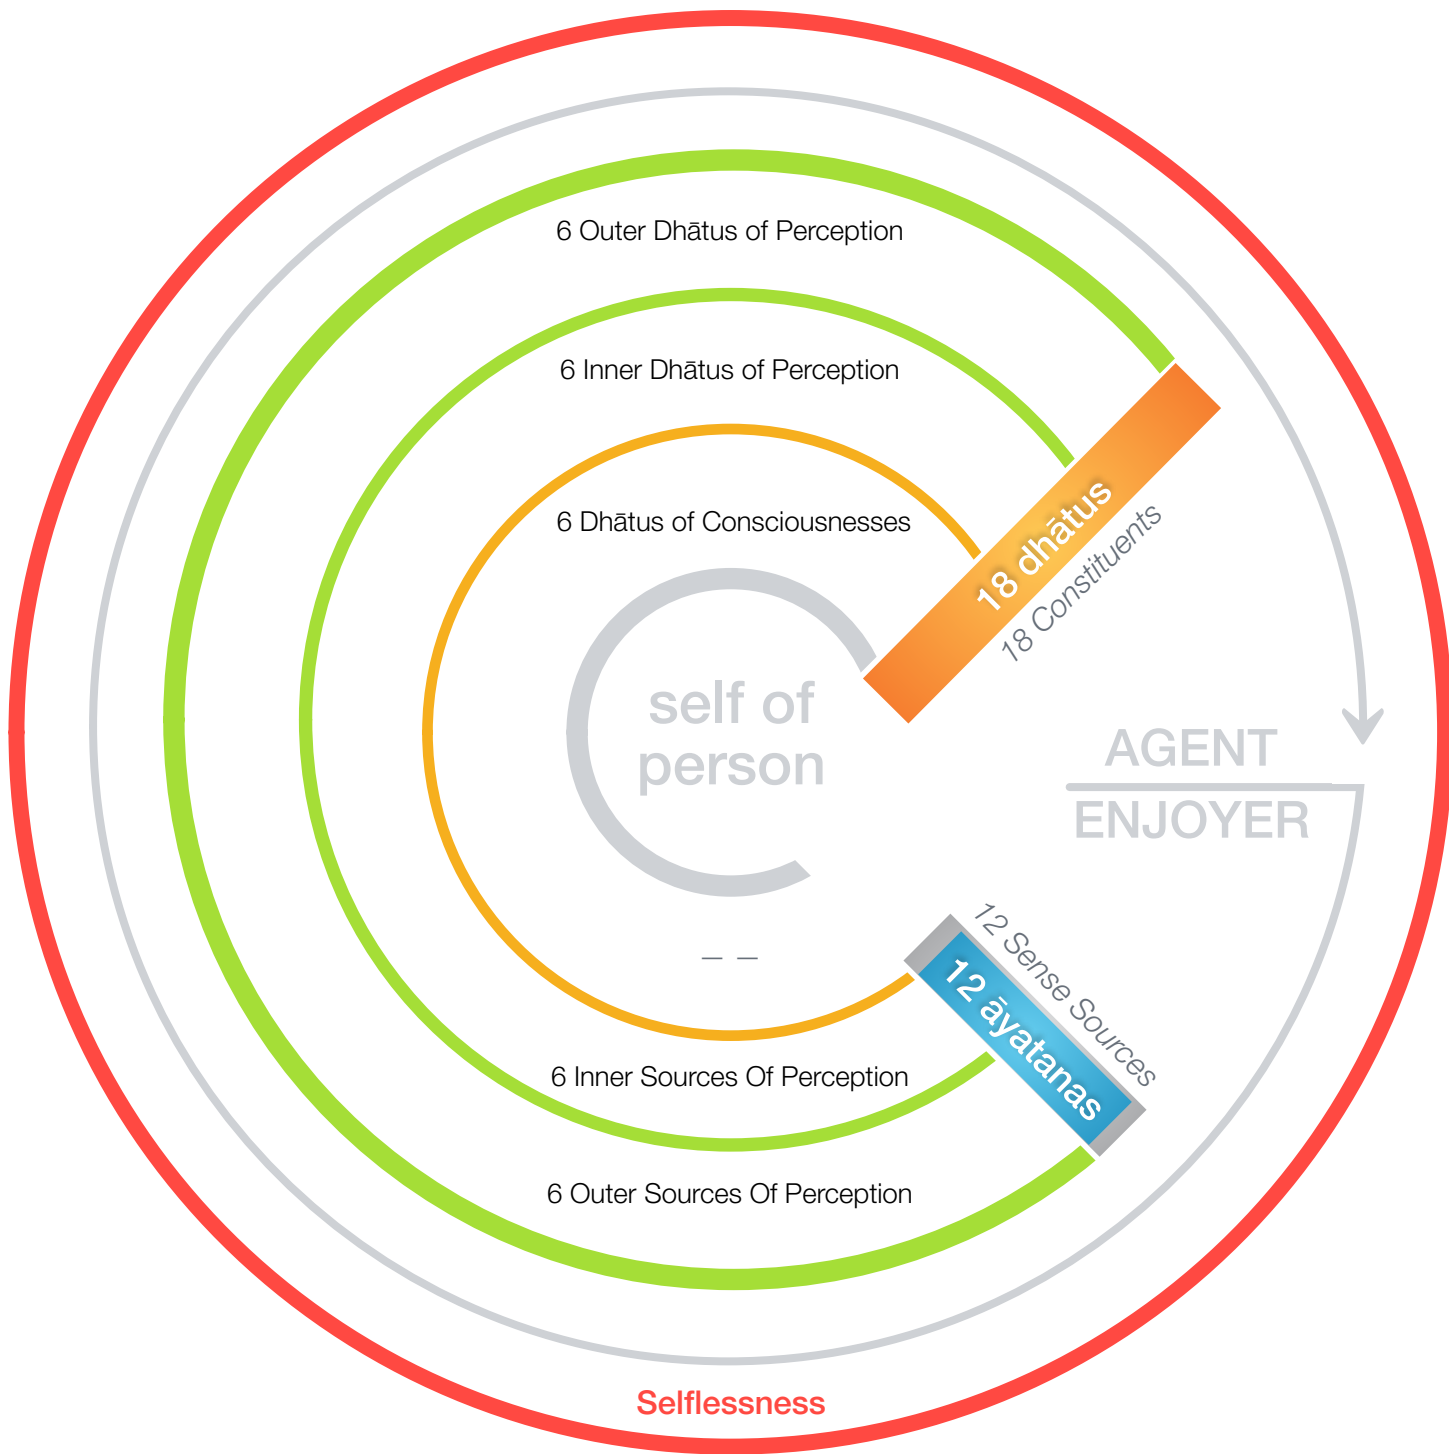 6 Outer Dhātus of Perception
6 Inner Dhātus of Perception
6 Dhātus of Consciousnesses
18 dhātus
18 Constituents
self of
person
AGENT
ENJOYER
12 Sense Sources
12 āyatanas
— —
6 Inner Sources Of Perception
6 Outer Sources Of Perception
Selflessness